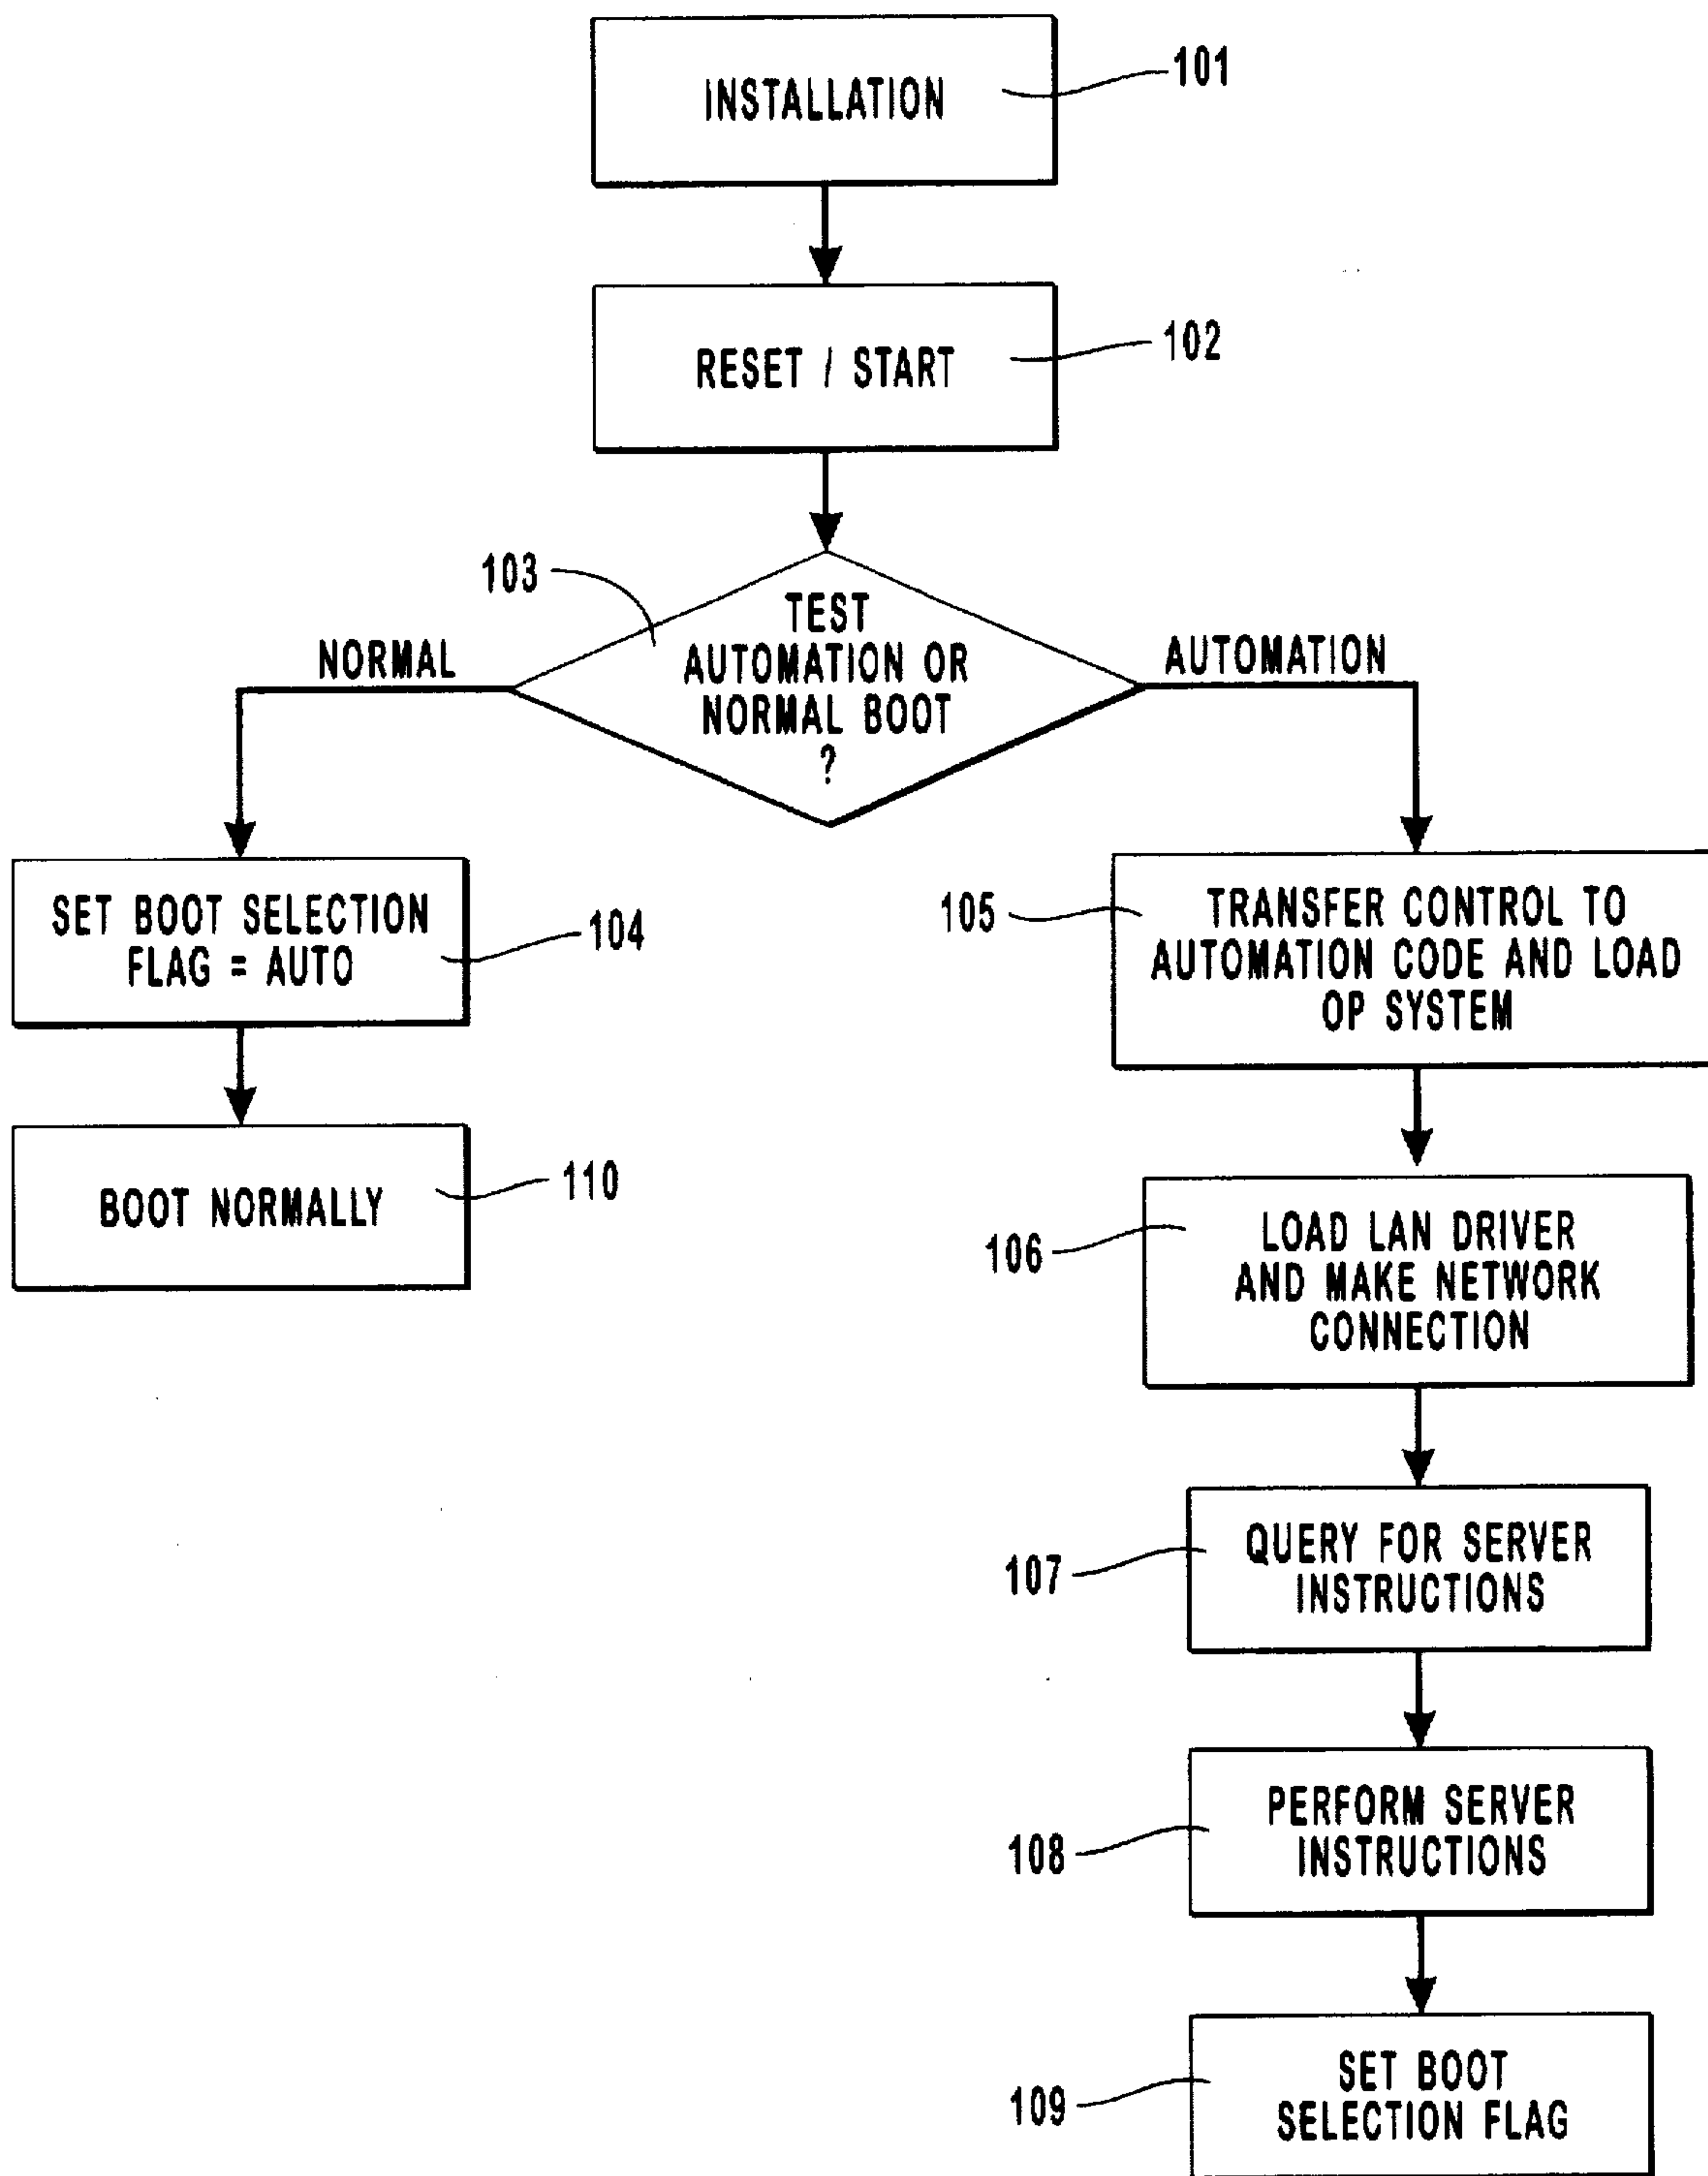 INSTALLATION
101
RESET / START
102
103
TEST
AUTOMATION OR
NORMAL BOOT
?
NORMAL
AUTOMATION
SET BOOT SELECTION
FLAG = AUTO
104
BOOT NORMALLY
110
105
TRANSFER CONTROL TO
AUTOMATION CODE AND LOAD
OP SYSTEM
106
LOAD LAN DRIVER
AND MAKE NETWORK
CONNECTION
107
QUERY FOR SERVER
INSTRUCTIONS
108
PERFORM SERVER
INSTRUCTIONS
109
SET BOOT
SELECTION FLAG